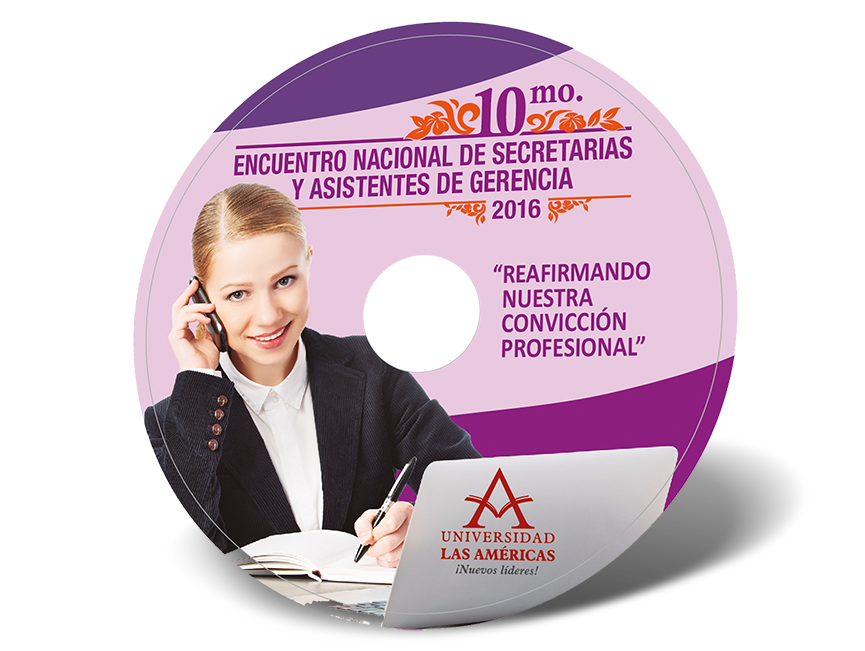 10mo.
ENCUENTRO NACIONAL DE SECRETARIAS
Y ASISTENTES DE GERENCIA
2016
“REAFIRMANDO
NUESTRA
CONVICCIÓN
PROFESIONAL”
UNIVERSIDAD
LAS AMÉRICAS
¡Nuevos líderes!